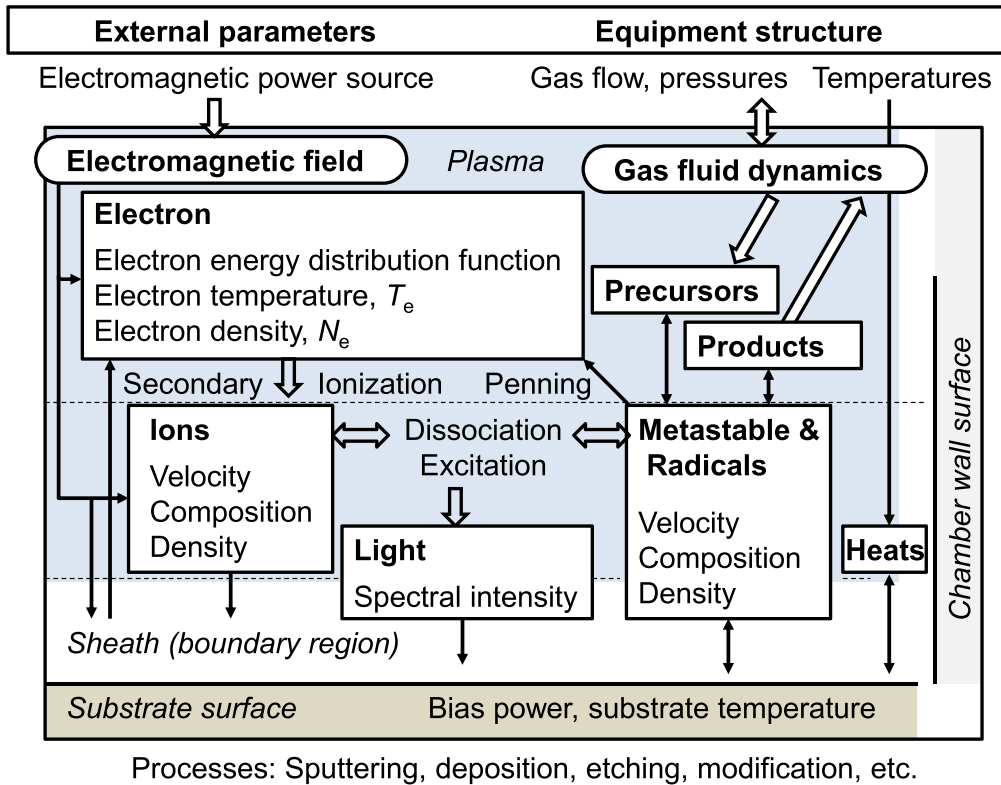 External parameters
Equipment structure
Electromagnetic power source
Gas flow, pressures
Temperatures
Electromagnetic field
Plasma
Gas fluid dynamics
Electron
Electron energy distribution function
Electron temperature, Te
Electron density, Ne
Precursors
Products
Secondary
Ionization
Penning
Ions
Velocity
Composition
Density
Dissociation
Excitation
Metastable &
Radicals
Velocity
Composition
Density
Light
Spectral intensity
Heats
Chamber wall surface
Sheath (boundary region)
Substrate surface
Bias power, substrate temperature
Processes: Sputtering, deposition, etching, modification, etc.